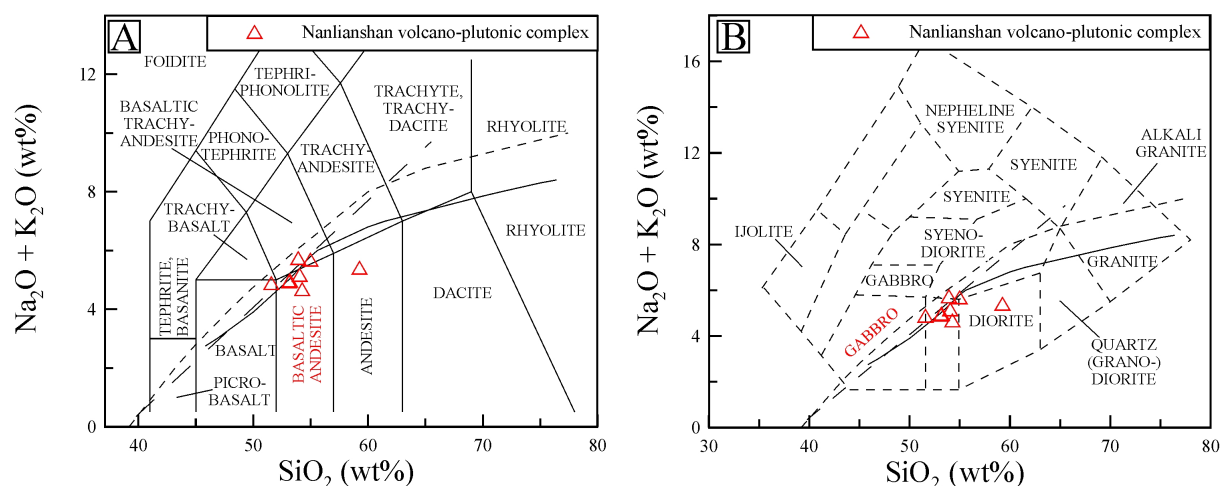 A
Nanlianshan volcano-plutonic complex
FOIDITE
TEPHRI-
PHONOLITE
BASALTIC
TRACHY-
ANDESITE
PHONO-
TEPHRITE
TRACHYTE,
TRACHY-
DACITE
RHYOLITE
TRACHY-
ANDESITE
TRACHY-
BASALT
RHYOLITE
TEPHRITE,
BASANITE
BASALT
BASALTIC
ANDESITE
ANDESITE
DACITE
PICRO-
BASALT
12
8
4
0
40
50
60
70
80
Na2O + K2O (wt%)
SiO2 (wt%)
B
Nanlianshan volcano-plutonic complex
NEPHELINE
SYENITE
ALKALI
GRANITE
SYENITE
SYENITE
IJOLITE
SYENO-
DIORITE
GRANITE
GABBRO
GABBRO
DIORITE
QUARTZ
(GRANO-)
DIORITE
16
12
8
4
0
30
40
50
60
70
80
Na2O + K2O (wt%)
SiO2 (wt%)